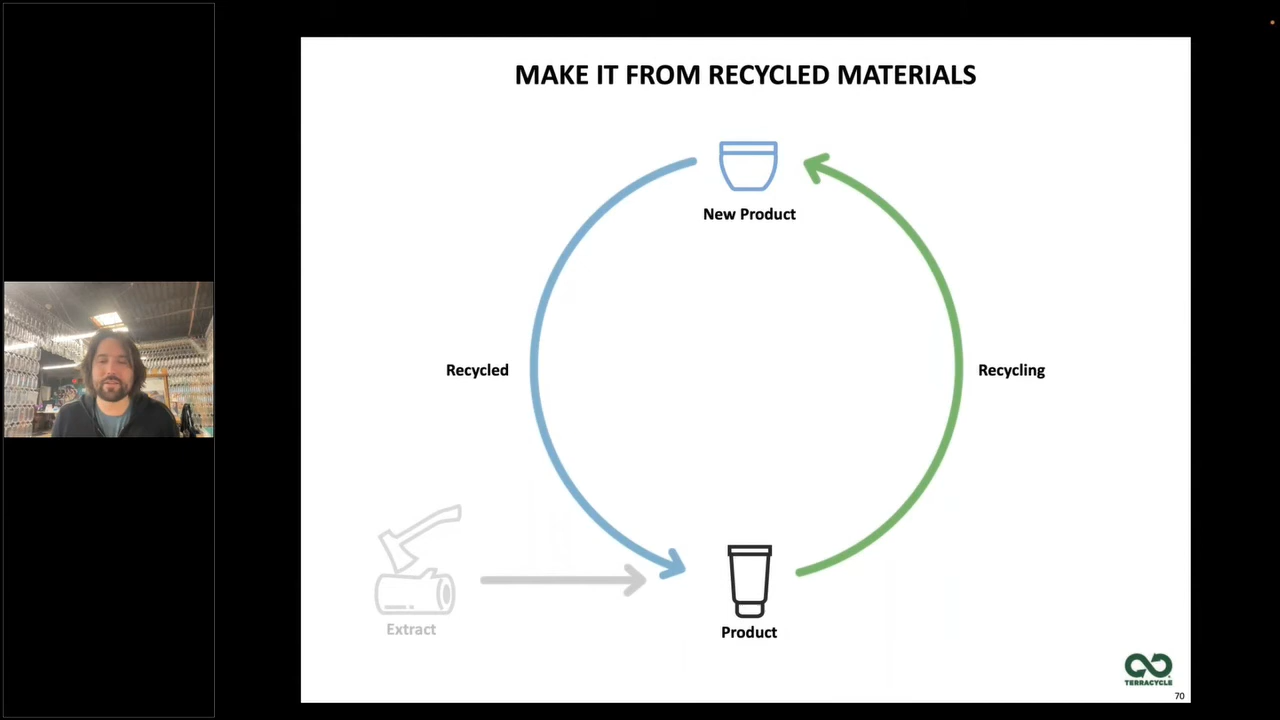 MAKE IT FROM RECYCLED MATERIALS
New Product
Recycled
Recycling
Extract
Product
TERRACYCLE
70